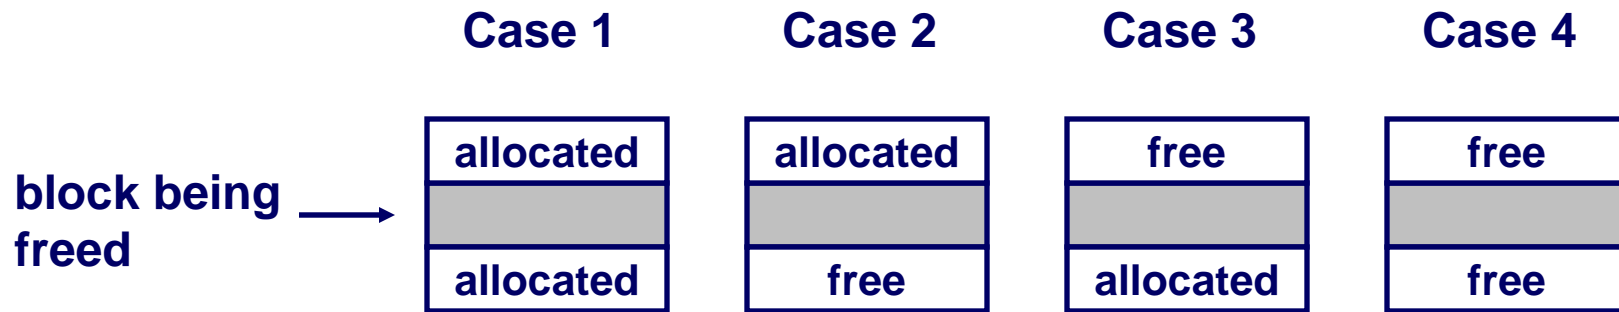 Case 1 Case 2 Case 3 Case 4
allocated allocated free free
block being
freed
allocated free allocated free